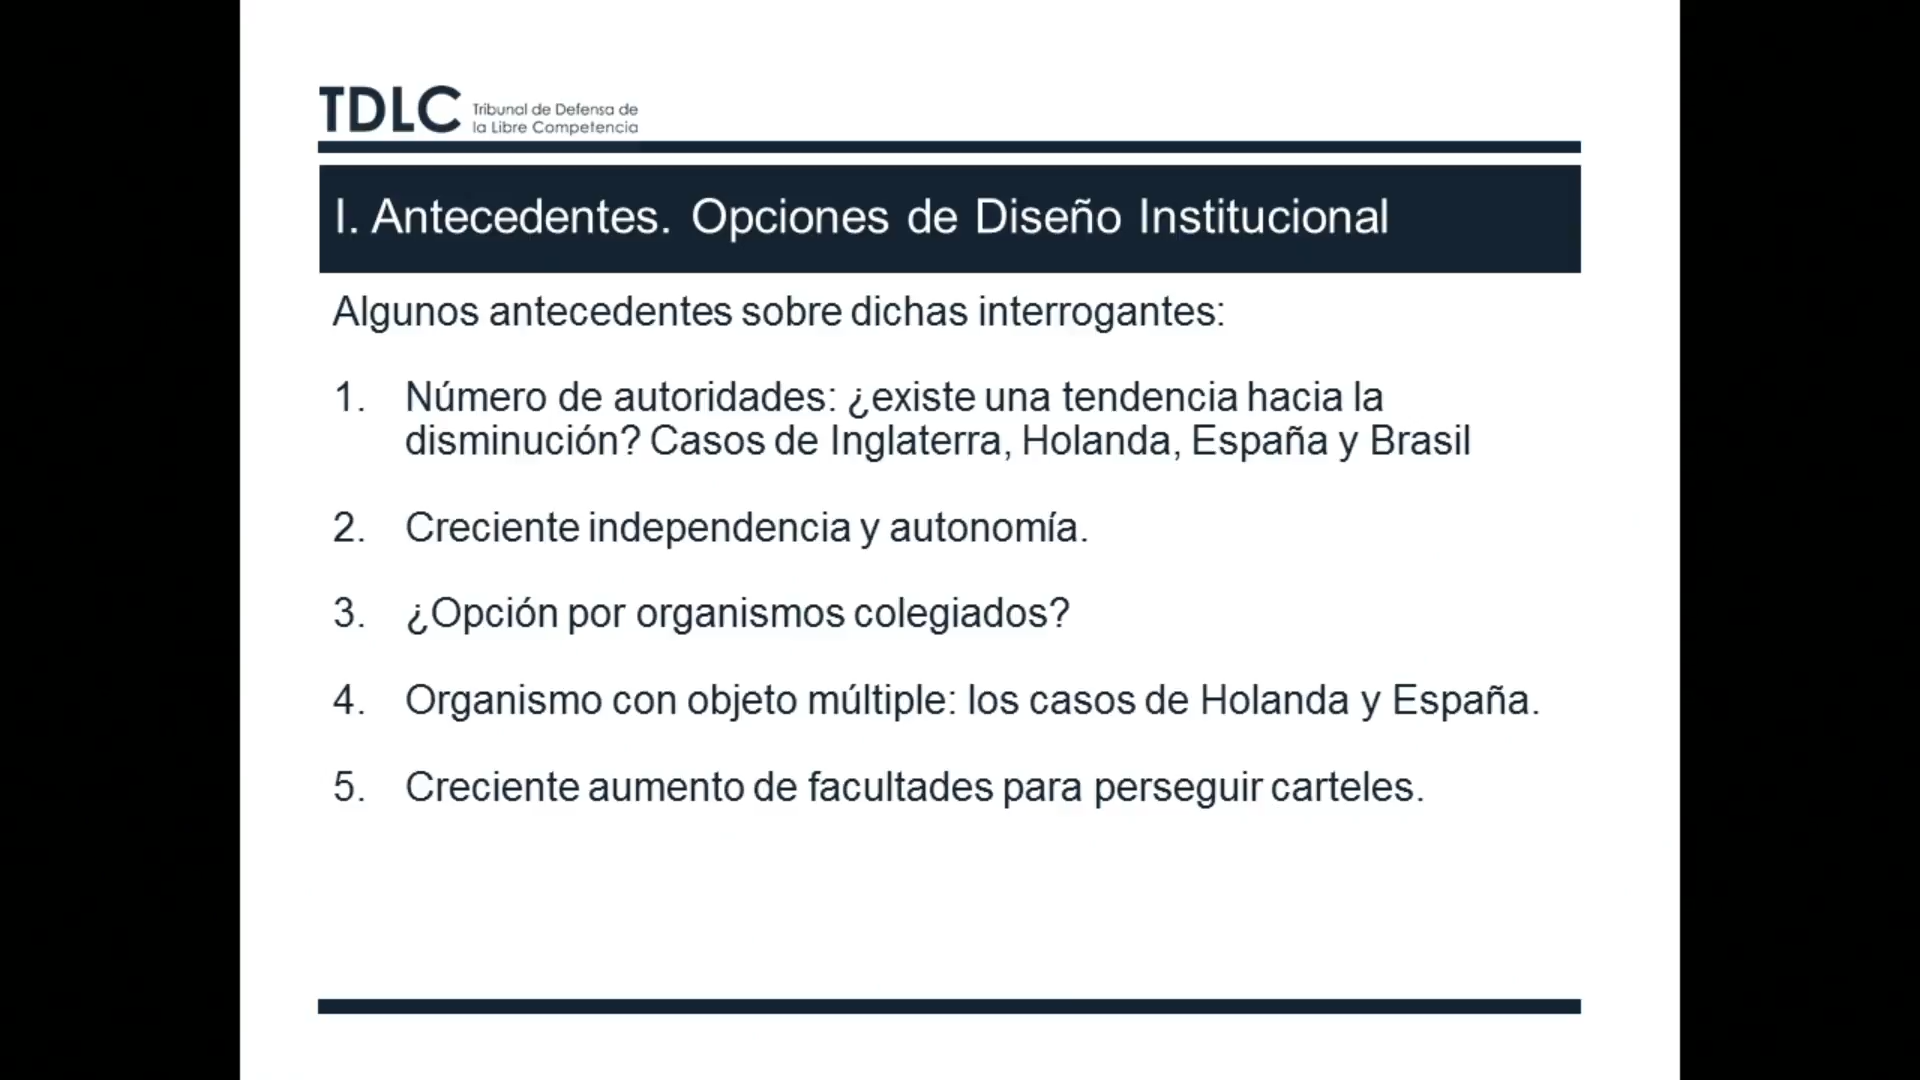 TDLC Tribunal de Defensa de
la Libre Competencia
I. Antecedentes. Opciones de Diseño Institucional
Algunos antecedentes sobre dichas interrogantes:
1. Número de autoridades: ¿existe una tendencia hacia la
disminución? Casos de Inglaterra, Holanda, España y Brasil
2. Creciente independencia y autonomía.
3. ¿Opción por organismos colegiados?
4. Organismo con objeto múltiple: los casos de Holanda y España.
5. Creciente aumento de facultades para perseguir carteles.